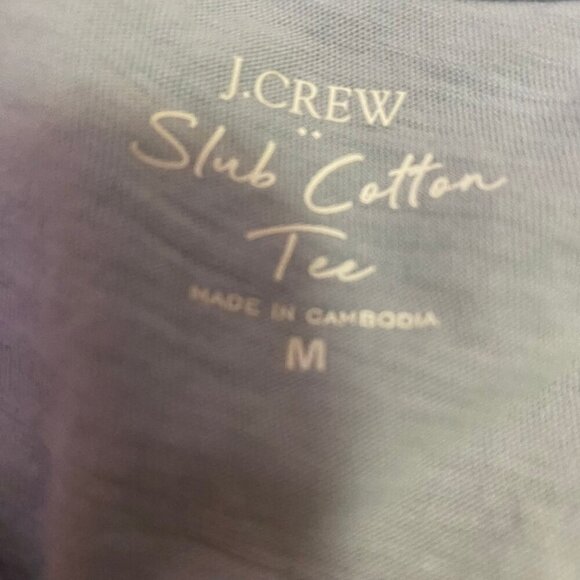 J.CREW
Slub Cotton
Tee
MADE IN CAMBODIA
M